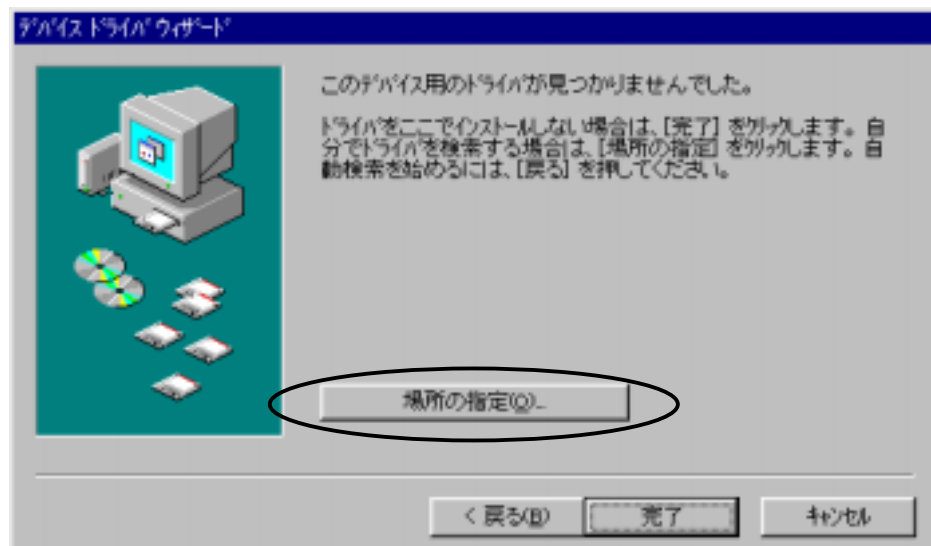 ﾃﾞﾊﾞｲｽ ﾄﾞﾗｲﾊﾞ ｳｨｻﾞｰﾄﾞ
このﾃﾞﾊﾞｲｽ用のﾄﾞﾗｲﾊﾞが見つかりませんでした。
ﾄﾞﾗｲﾊﾞをここでｲﾝｽﾄｰﾙしない場合は、[完了] をｸﾘｯｸします。自
分でﾄﾞﾗｲﾊﾞを検索する場合は、[場所の指定] をｸﾘｯｸします。自
動検索を始めるには、[戻る] を押してください。
場所の指定(O)...
< 戻る(B)
完了
ｷｬﾝｾﾙ